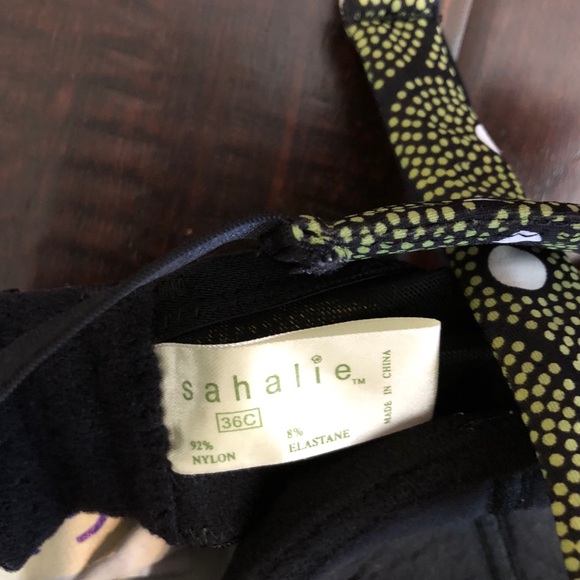 sahalie™
36C
92% NYLON
8% ELASTANE
MADE IN CHINA